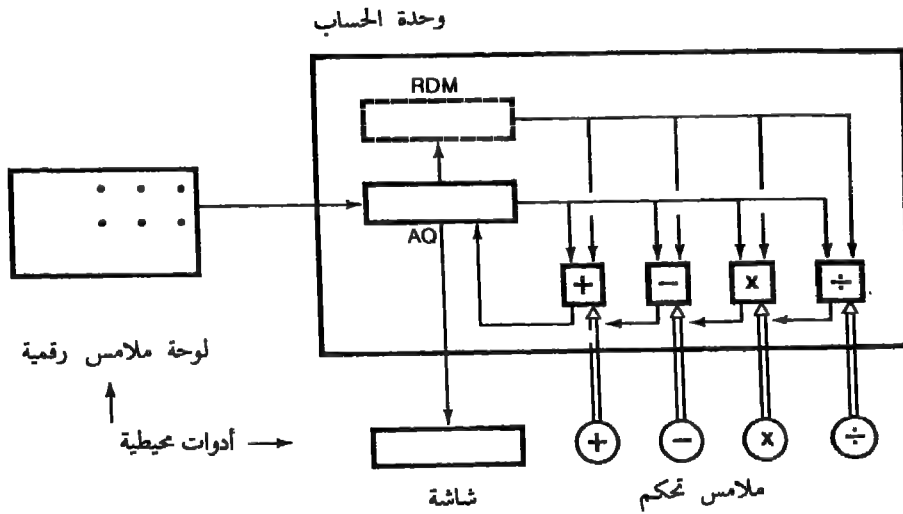 وحدة الحساب
RDM
AQ
+ − x ÷
لوحة ملامس رقمية
أدوات محيطية
+ − x ÷
شاشة
ملامس تحكم